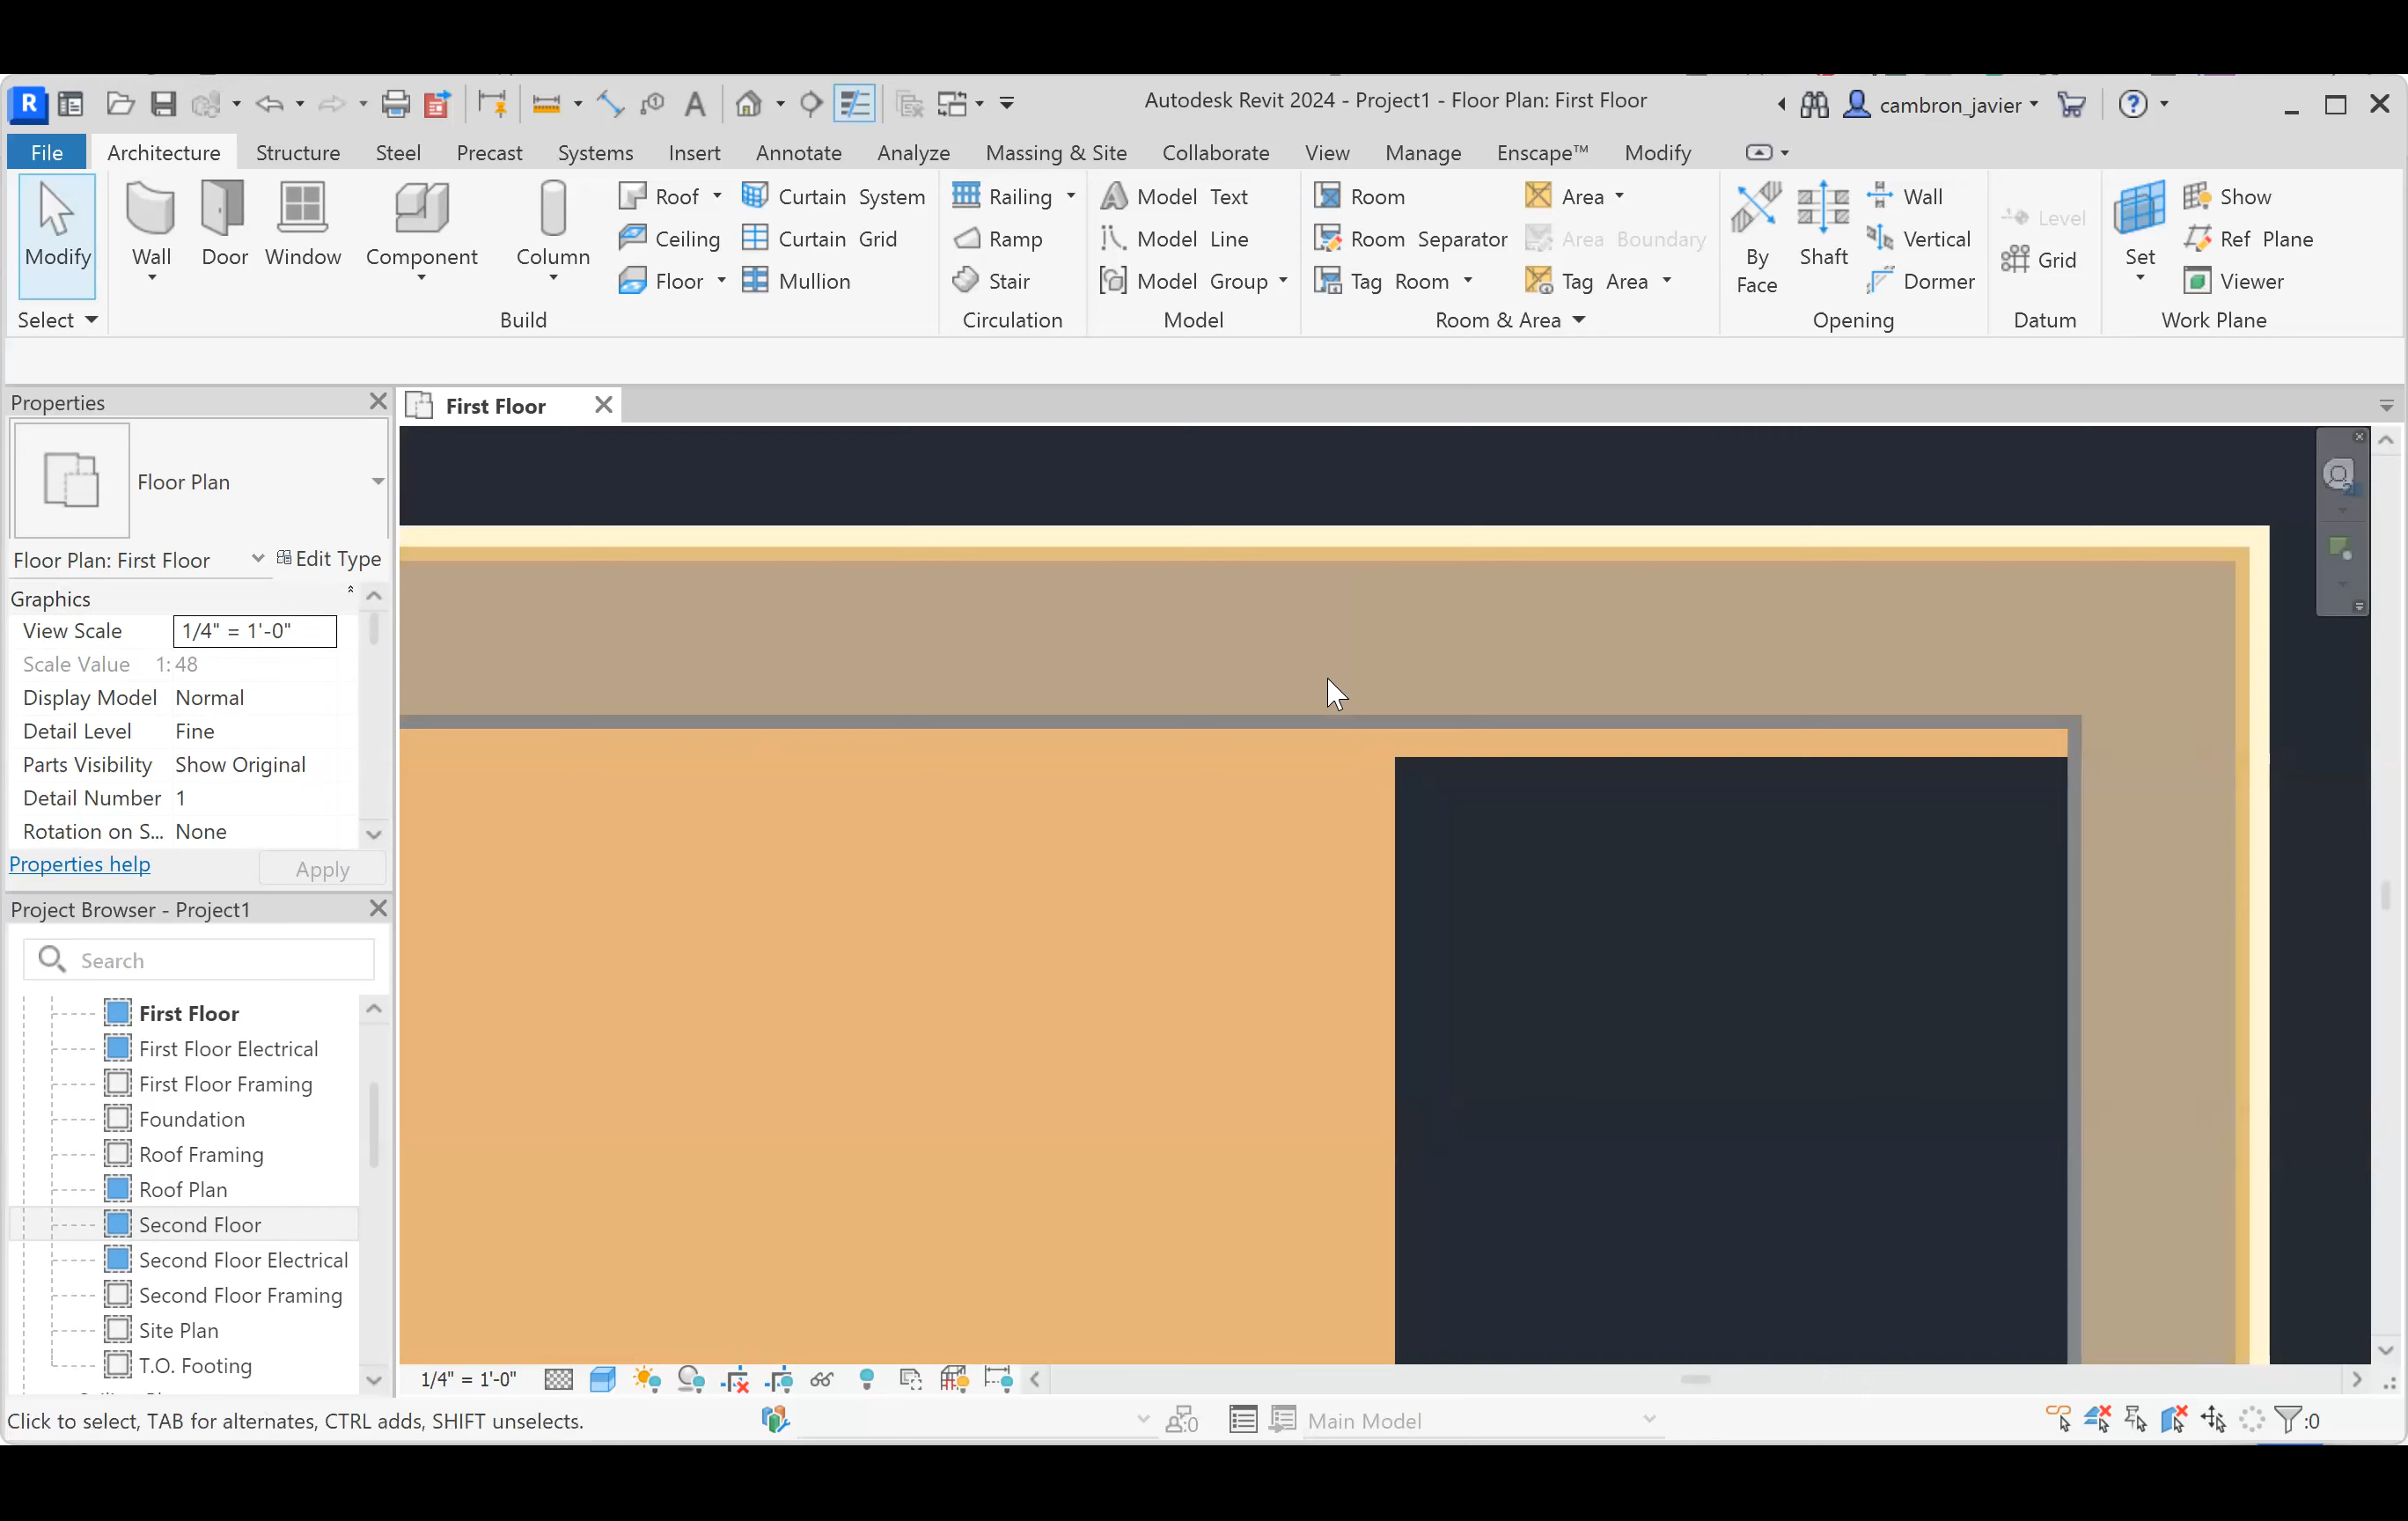 R
Autodesk Revit 2024 - Project1 - Floor Plan: First Floor
cambron_javier
File Architecture Structure Steel Precast Systems Insert Annotate Analyze Massing & Site Collaborate View Manage Enscape™ Modify
Modify
Select
Wall
Door
Window
Component
Column
Roof
Ceiling
Floor
Curtain System
Curtain Grid
Mullion
Build
Railing
Ramp
Stair
Circulation
Model Text
Model Line
Model Group
Model
Room
Room Separator
Tag Room
Area
Area Boundary
Tag Area
Room & Area
By
Face
Shaft
Wall
Vertical
Dormer
Opening
Level
Grid
Datum
Set
Show
Ref Plane
Viewer
Work Plane
Properties
Floor Plan
Floor Plan: First Floor Edit Type
Graphics
View Scale 1/4" = 1'-0"
Scale Value 1: 48
Display Model Normal
Detail Level Fine
Parts Visibility Show Original
Detail Number 1
Rotation on S... None
Properties help Apply
Project Browser - Project1
Search
First Floor
First Floor Electrical
First Floor Framing
Foundation
Roof Framing
Roof Plan
Second Floor
Second Floor Electrical
Second Floor Framing
Site Plan
T.O. Footing
First Floor
1/4" = 1'-0"
Click to select, TAB for alternates, CTRL adds, SHIFT unselects.
:0
Main Model
:0